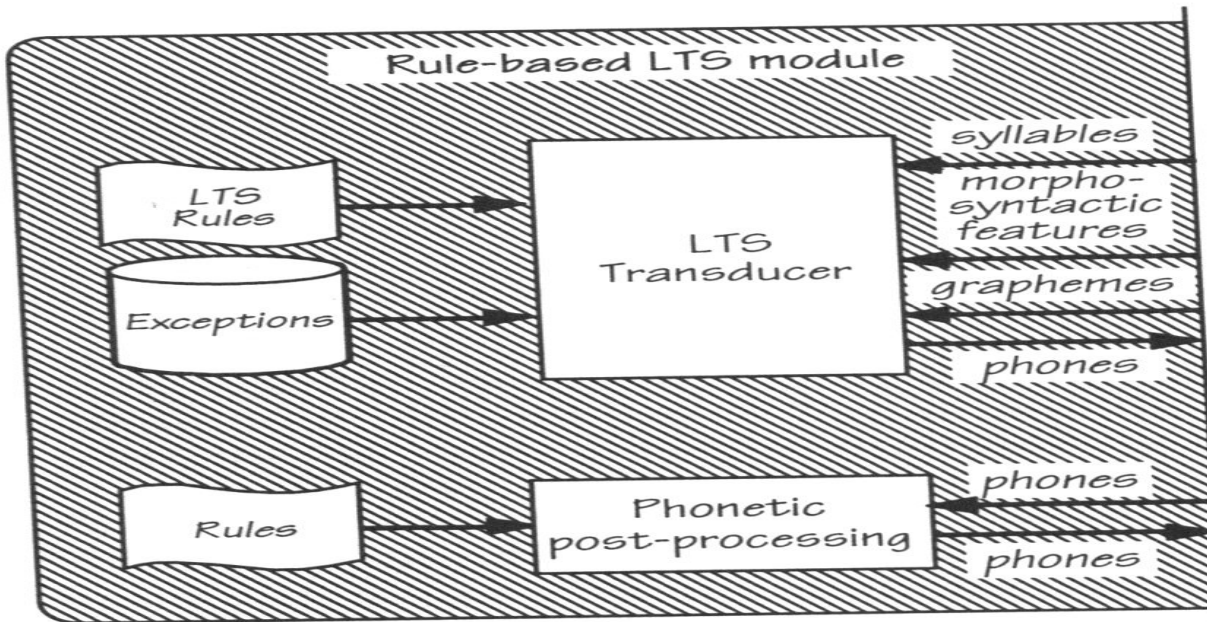 Rule-based LTS module
syllables
LTS
Rules
morpho-
syntactic
features
LTS
Transducer
Exceptions
graphemes
phones
Rules
Phonetic
post-processing
phones
phones